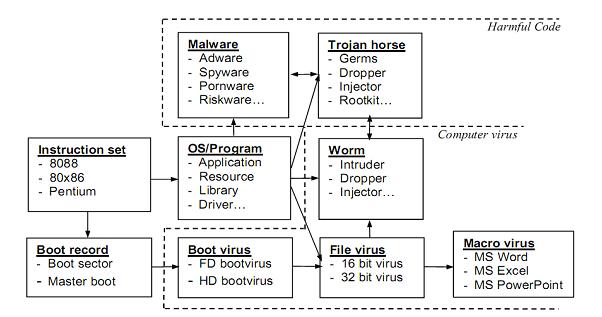 Harmful Code
Malware
- Adware
- Spyware
- Pornware
- Riskware…
Trojan horse
- Germs
- Dropper
- Injector
- Rootkit…
Computer virus
Instruction set
- 8088
- 80x86
- Pentium
OS/Program
- Application
- Resource
- Library
- Driver…
Worm
- Intruder
- Dropper
- Injector…
Boot record
- Boot sector
- Master boot
Boot virus
- FD bootvirus
- HD bootvirus
File virus
- 16 bit virus
- 32 bit virus
Macro virus
- MS Word
- MS Excel
- MS PowerPoint